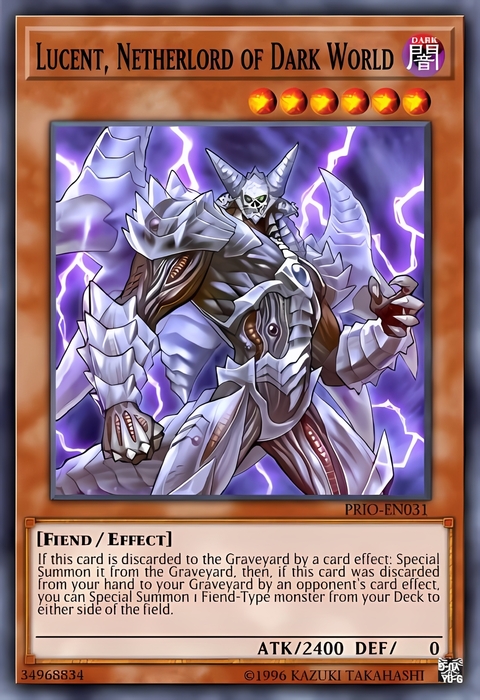 LUCENT, NETHERLORD OF DARK WORLD
DARK
闇
PRIO-EN031
[FIEND / EFFECT]
If this card is discarded to the Graveyard by a card effect: Special
Summon it from the Graveyard, then, if this card was discarded
from your hand to your Graveyard by an opponent's card effect,
you can Special Summon 1 Fiend-Type monster from your Deck to
either side of the field.
ATK/2400 DEF/ 0
34968834
©1996 KAZUKI TAKAHASHI